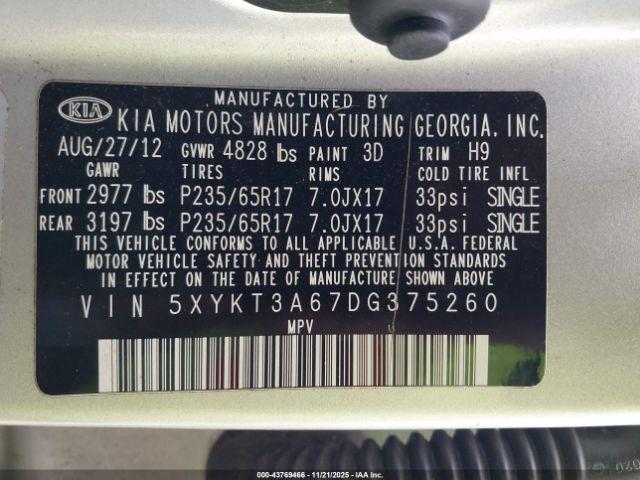 MANUFACTURED BY
KIA KIA MOTORS MANUFACTURING GEORGIA, INC.
AUG/27/12 GVWR 4828 lbs PAINT 3D TRIM H9
GAWR TIRES RIMS COLD TIRE INFL
FRONT 2977 lbs P235/65R17 7.0JX17 33psi SINGLE
REAR 3197 lbs P235/65R17 7.0JX17 33psi SINGLE
THIS VEHICLE CONFORMS TO ALL APPLICABLE U.S.A. FEDERAL
MOTOR VEHICLE SAFETY AND THEFT PREVENTION STANDARDS
IN EFFECT ON THE DATE OF MANUFACTURE SHOWN ABOVE.
VIN 5XYKT3A67DG375260
MPV
020
000-43769466 - 11/21/2025 - IAA Inc.